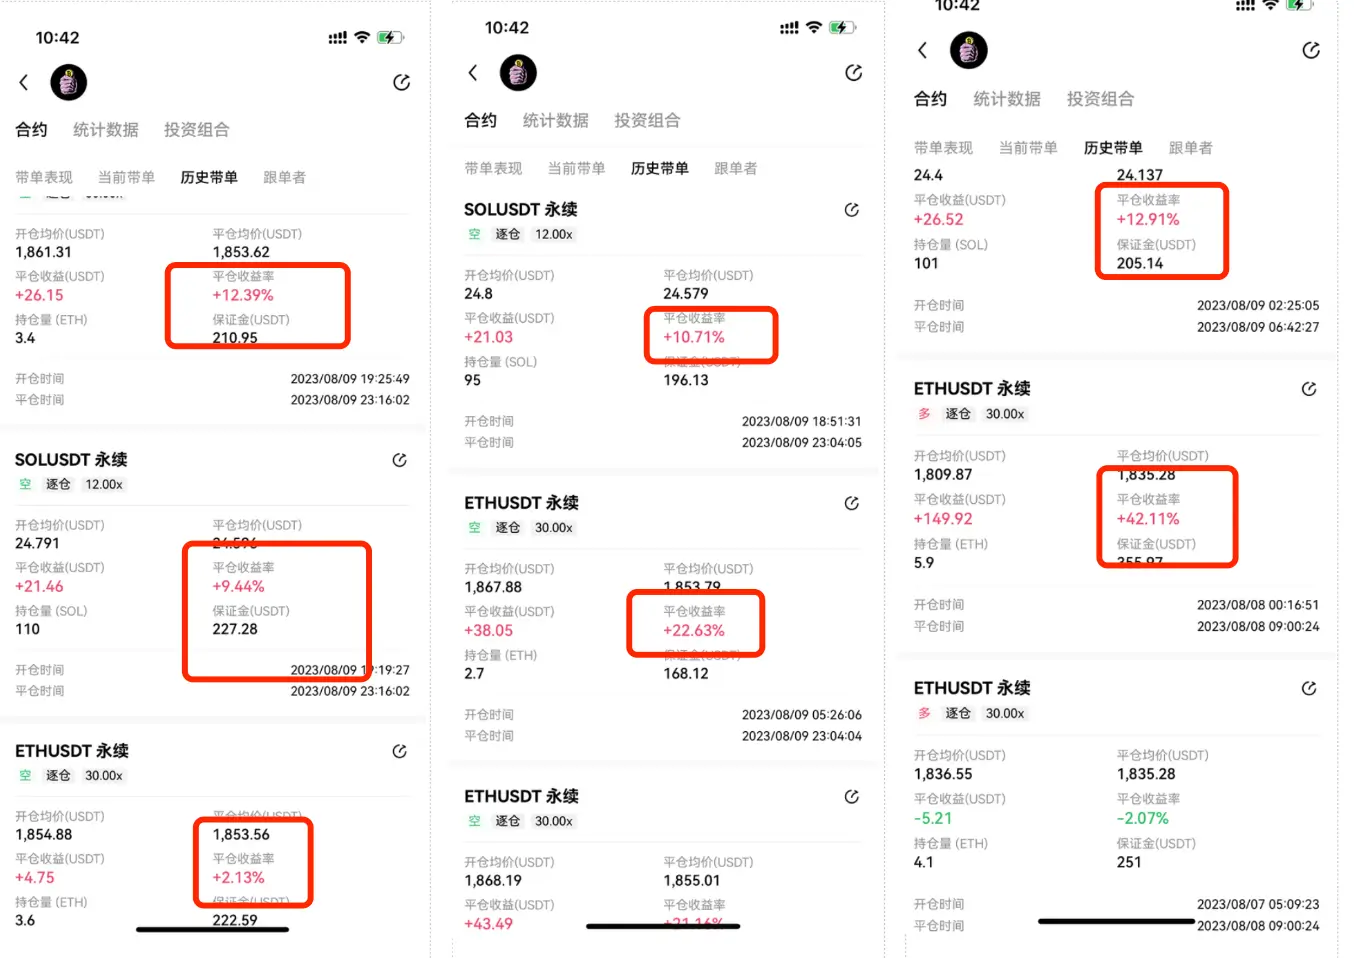 10:42
合约 统计数据 投资组合
带单表现 当前带单 历史带单 跟单者
开仓均价(USDT) 平仓均价(USDT)
1,861.31 1,853.62
平仓收益(USDT) 平仓收益率
+26.15 +12.39%
持仓量 (ETH) 保证金(USDT)
3.4 210.95
开仓时间 2023/08/09 19:25:49
平仓时间 2023/08/09 23:16:02
SOLUSDT 永续
空 逐仓 12.00x
开仓均价(USDT) 平仓均价(USDT)
24.791 24.596
平仓收益(USDT) 平仓收益率
+21.46 +9.44%
持仓量 (SOL) 保证金(USDT)
110 227.28
开仓时间 2023/08/09 19:19:27
平仓时间 2023/08/09 23:16:02
ETHUSDT 永续
空 逐仓 30.00x
开仓均价(USDT) 平仓均价(USDT)
1,854.88 1,853.56
平仓收益(USDT) 平仓收益率
+4.75 +2.13%
持仓量 (ETH) 保证金(USDT)
3.6 222.59
10:42
合约 统计数据 投资组合
带单表现 当前带单 历史带单 跟单者
SOLUSDT 永续
空 逐仓 12.00x
开仓均价(USDT) 平仓均价(USDT)
24.8 24.579
平仓收益(USDT) 平仓收益率
+21.03 +10.71%
持仓量 (SOL) 保证金(USDT)
95 196.13
开仓时间 2023/08/09 18:51:31
平仓时间 2023/08/09 23:04:05
ETHUSDT 永续
空 逐仓 30.00x
开仓均价(USDT) 平仓均价(USDT)
1,867.88 1,853.79
平仓收益(USDT) 平仓收益率
+38.05 +22.63%
持仓量 (ETH) 保证金(USDT)
2.7 168.12
开仓时间 2023/08/09 05:26:06
平仓时间 2023/08/09 23:04:04
ETHUSDT 永续
空 逐仓 30.00x
开仓均价(USDT) 平仓均价(USDT)
1,868.19 1,855.01
平仓收益(USDT) 平仓收益率
+43.49 +21.16%
10:42
合约 统计数据 投资组合
带单表现 当前带单 历史带单 跟单者
24.4 24.137
平仓收益(USDT) 平仓收益率
+26.52 +12.91%
持仓量 (SOL) 保证金(USDT)
101 205.14
开仓时间 2023/08/09 02:25:05
平仓时间 2023/08/09 06:42:27
ETHUSDT 永续
多 逐仓 30.00x
开仓均价(USDT) 平仓均价(USDT)
1,809.87 1,835.28
平仓收益(USDT) 平仓收益率
+149.92 +42.11%
持仓量 (ETH) 保证金(USDT)
5.9 355.97
开仓时间 2023/08/08 00:16:51
平仓时间 2023/08/08 09:00:24
ETHUSDT 永续
多 逐仓 30.00x
开仓均价(USDT) 平仓均价(USDT)
1,836.55 1,835.28
平仓收益(USDT) 平仓收益率
-5.21 -2.07%
持仓量 (ETH) 保证金(USDT)
4.1 251
开仓时间 2023/08/07 05:09:23
平仓时间 2023/08/08 09:00:24